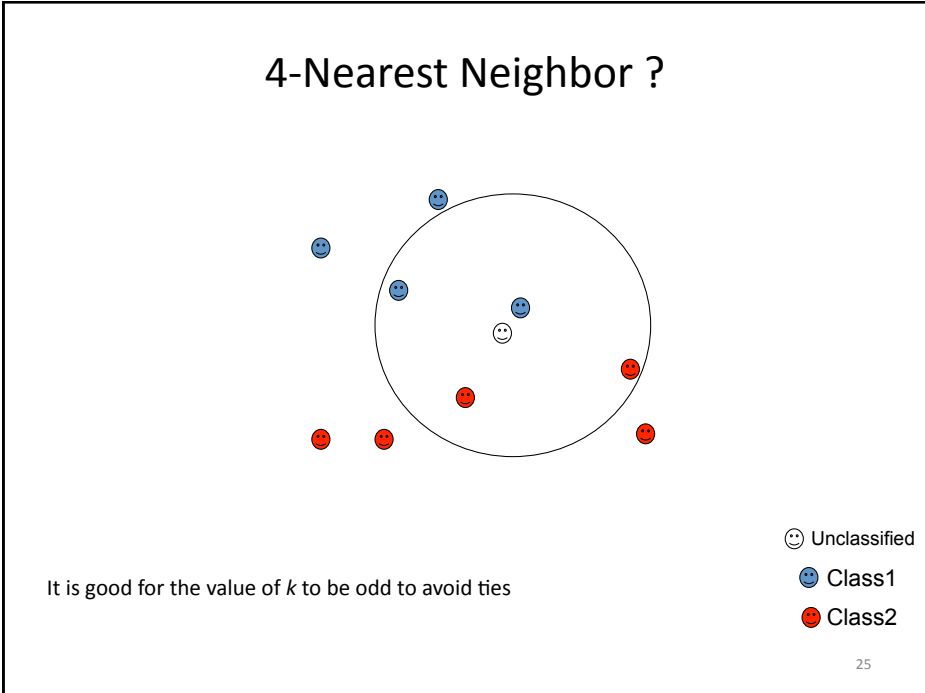 4-Nearest Neighbor ?
Unclassified
It is good for the value of k to be odd to avoid ties
Class1
Class2
25